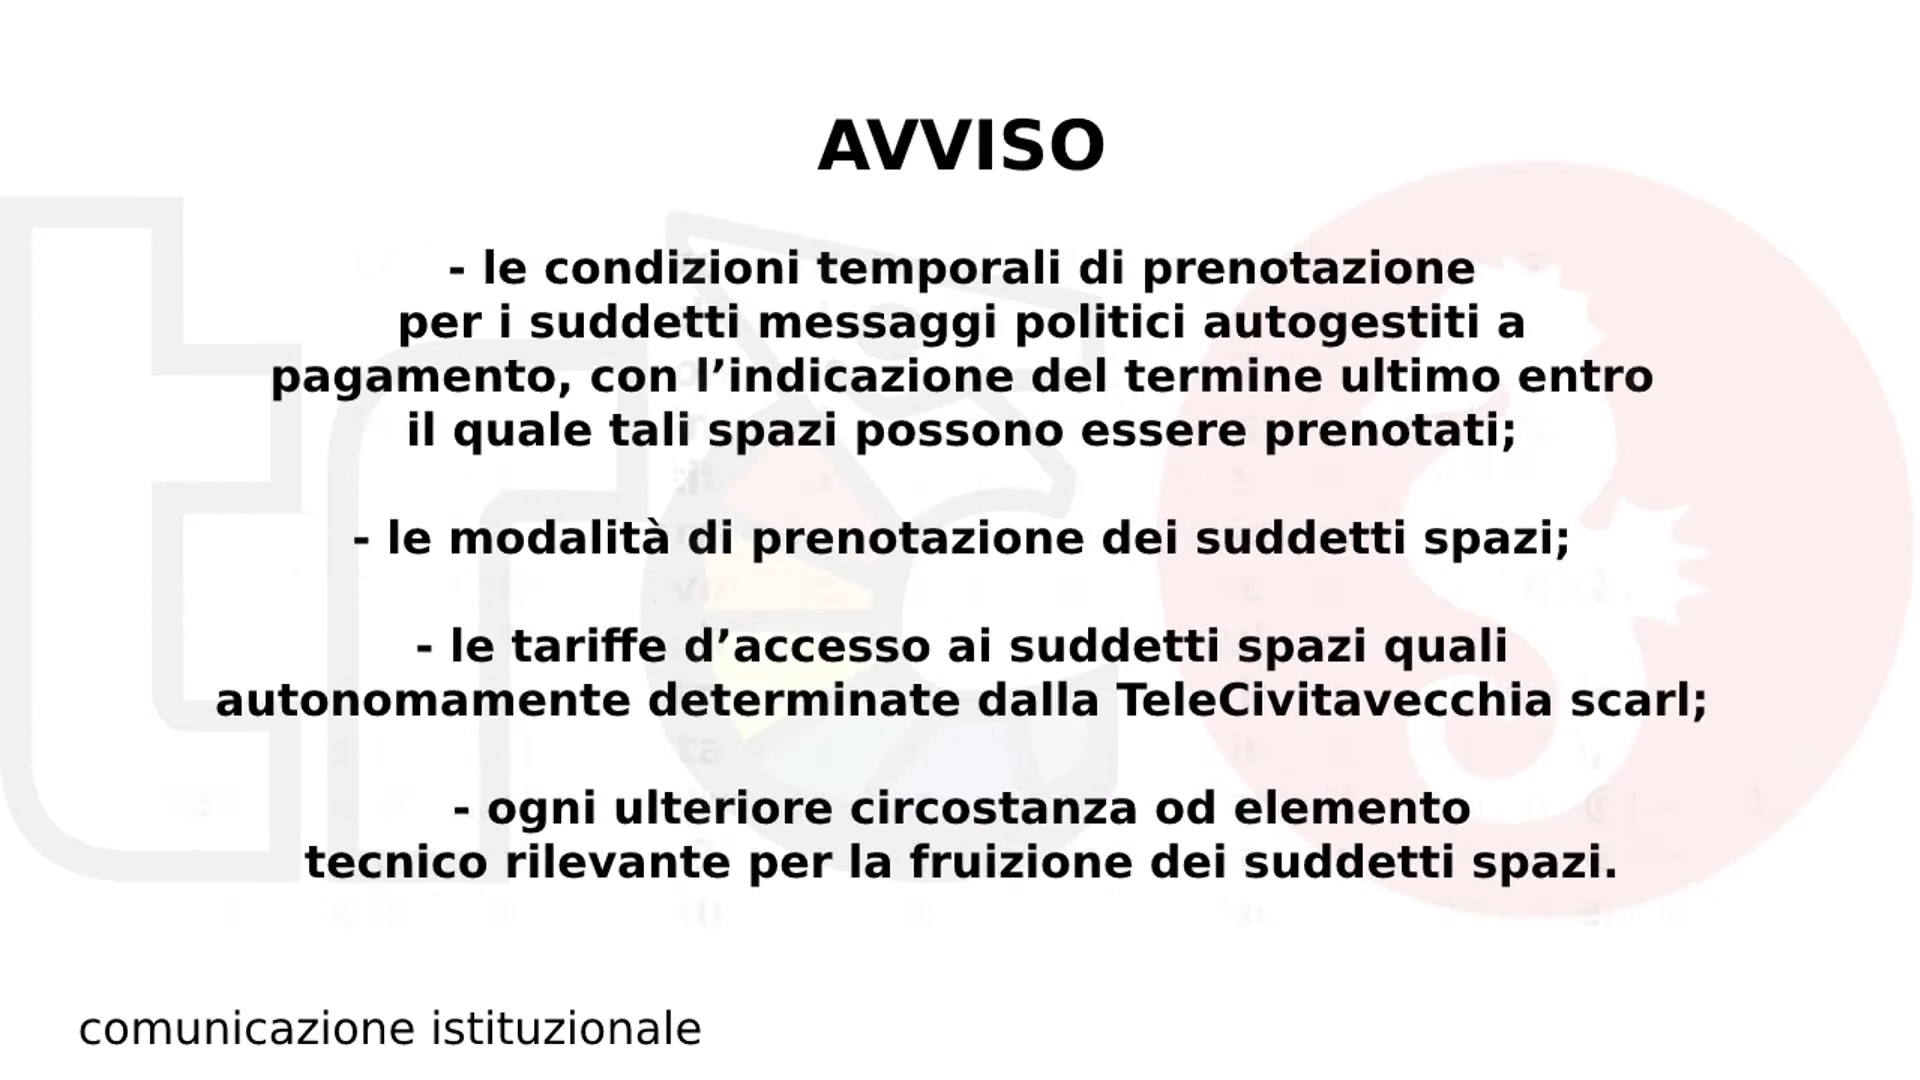 AVVISO
- le condizioni temporali di prenotazione
per i suddetti messaggi politici autogestiti a
pagamento, con l’indicazione del termine ultimo entro
il quale tali spazi possono essere prenotati;
- le modalità di prenotazione dei suddetti spazi;
- le tariffe d’accesso ai suddetti spazi quali
autonomamente determinate dalla TeleCivitavecchia scarl;
- ogni ulteriore circostanza od elemento
tecnico rilevante per la fruizione dei suddetti spazi.
comunicazione istituzionale